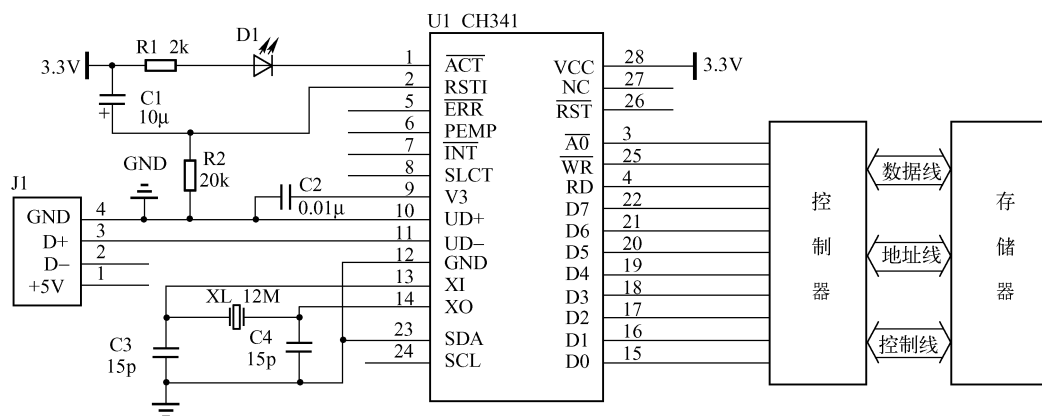 U1 CH341
R1 2k
D1
3.3V
C1
10μ
+
R2
20k
GND
C2
0.01μ
J1
GND 4
D+ 3
D− 2
+5V 1
XL 12M
C3
15p
C4
15p
1 ACT
2 RSTI
5 ERR
6 PEMP
7 INT
8 SLCT
9 V3
10 UD+
11 UD−
12 GND
13 XI
14 XO
23 SDA
24 SCL
VCC 28
3.3V
NC 27
RST 26
A0 3
WR 25
RD 4
D7 22
D6 21
D5 20
D4 19
D3 18
D2 17
D1 16
D0 15
控制器
数据线
地址线
控制线
存储器